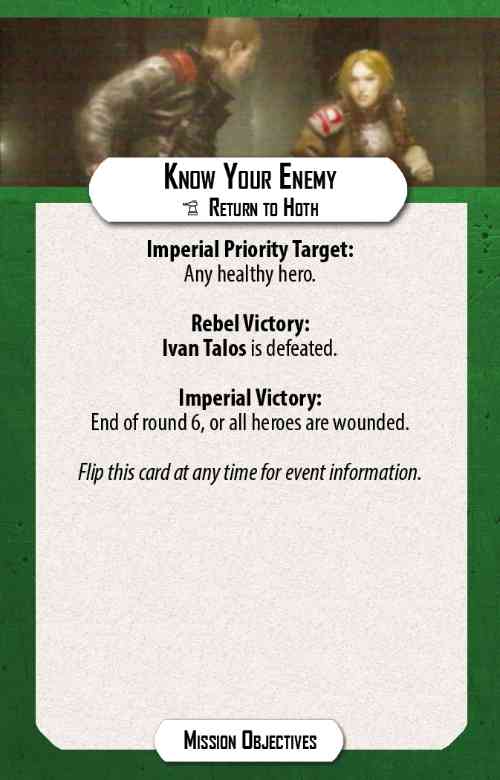 Know Your Enemy
Return to Hoth
Imperial Priority Target:
Any healthy hero.
Rebel Victory:
Ivan Talos is defeated.
Imperial Victory:
End of round 6, or all heroes are wounded.
Flip this card at any time for event information.
Mission Objectives